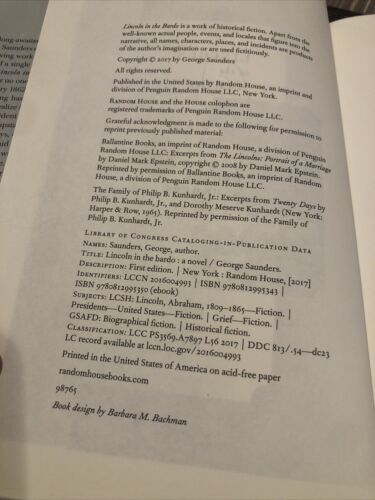 Lincoln in the Bardo is a work of historical fiction. Apart from the
well-known actual people, events, and locales that figure into the
narrative, all names, characters, places, and incidents are products
of the author's imagination or are used fictitiously.
Copyright © 2017 by George Saunders
All rights reserved.
Published in the United States by Random House, an imprint and
division of Penguin Random House LLC, New York.
RANDOM HOUSE and the HOUSE colophon are
registered trademarks of Penguin Random House LLC.
Grateful acknowledgment is made to the following for permission to
reprint previously published material:
Ballantine Books, an imprint of Random House, a division of Penguin
Random House LLC: Excerpts from The Lincolns: Portrait of a Marriage
by Daniel Mark Epstein, copyright © 2008 by Daniel Mark Epstein.
Reprinted by permission of Ballantine Books, an imprint of Random
House, a division of Penguin Random House LLC.
The Family of Philip B. Kunhardt, Jr.: Excerpts from Twenty Days by
Philip B. Kunhardt, Jr., and Dorothy Meserve Kunhardt (New York:
Harper & Row, 1965). Reprinted by permission of the Family of
Philip B. Kunhardt, Jr.
LIBRARY OF CONGRESS CATALOGING-IN-PUBLICATION DATA
NAMES: Saunders, George, author.
TITLE: Lincoln in the bardo : a novel / George Saunders.
DESCRIPTION: First edition. | New York : Random House, [2017]
IDENTIFIERS: LCCN 2016004993 | ISBN 9780812995343 |
ISBN 9780812995350 (ebook)
SUBJECTS: LCSH: Lincoln, Abraham, 1809–1865—Fiction. |
Presidents—United States—Fiction. | Grief—Fiction. |
GSAFD: Biographical fiction. | Historical fiction.
CLASSIFICATION: LCC PS3569.A7897 L56 2017 | DDC 813/.54—dc23
LC record available at lccn.loc.gov/2016004993
Printed in the United States of America on acid-free paper
randomhousebooks.com
98765
Book design by Barbara M. Bachman